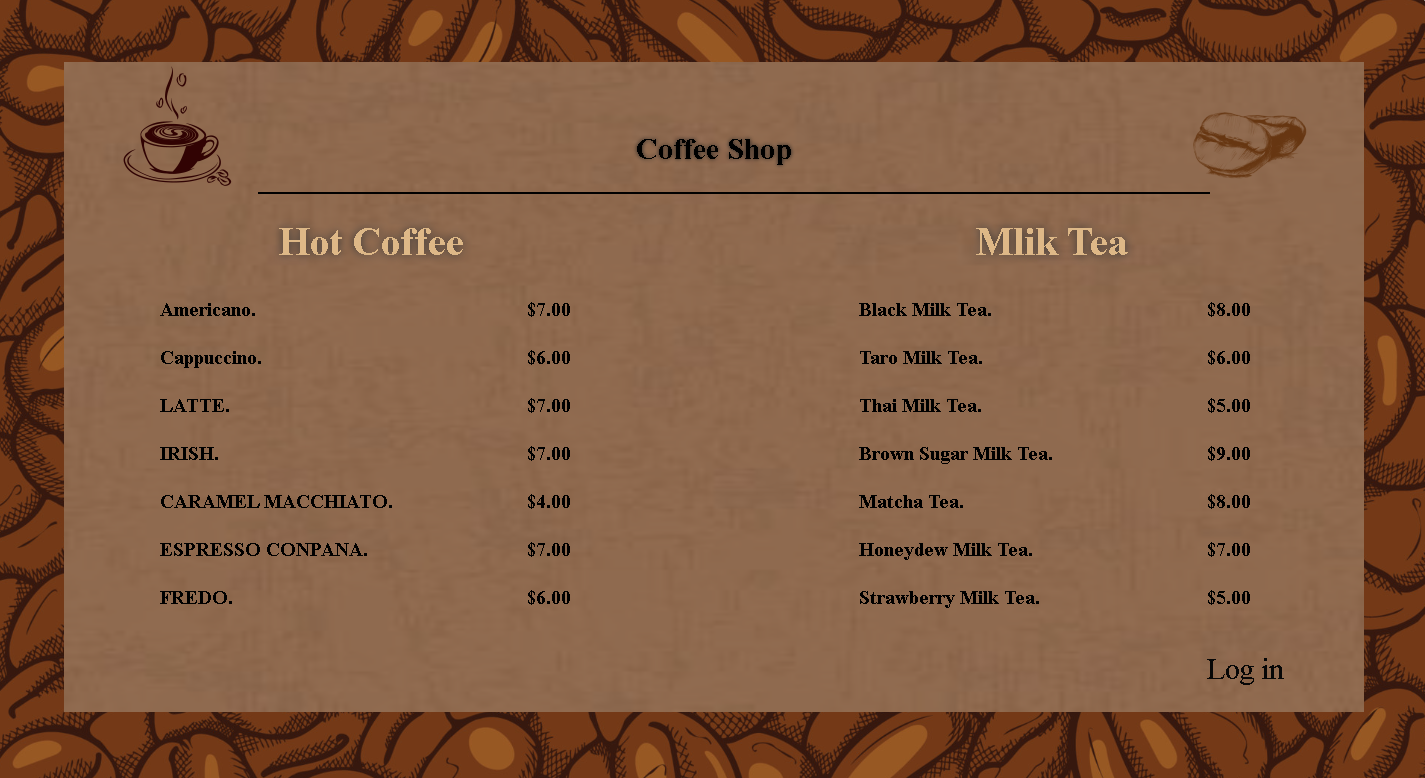 Coffee Shop
Hot Coffee
Americano. $7.00
Cappuccino. $6.00
LATTE. $7.00
IRISH. $7.00
CARAMEL MACCHIATO. $4.00
ESPRESSO CONPANA. $7.00
FREDO. $6.00
Mlik Tea
Black Milk Tea. $8.00
Taro Milk Tea. $6.00
Thai Milk Tea. $5.00
Brown Sugar Milk Tea. $9.00
Matcha Tea. $8.00
Honeydew Milk Tea. $7.00
Strawberry Milk Tea. $5.00
Log in